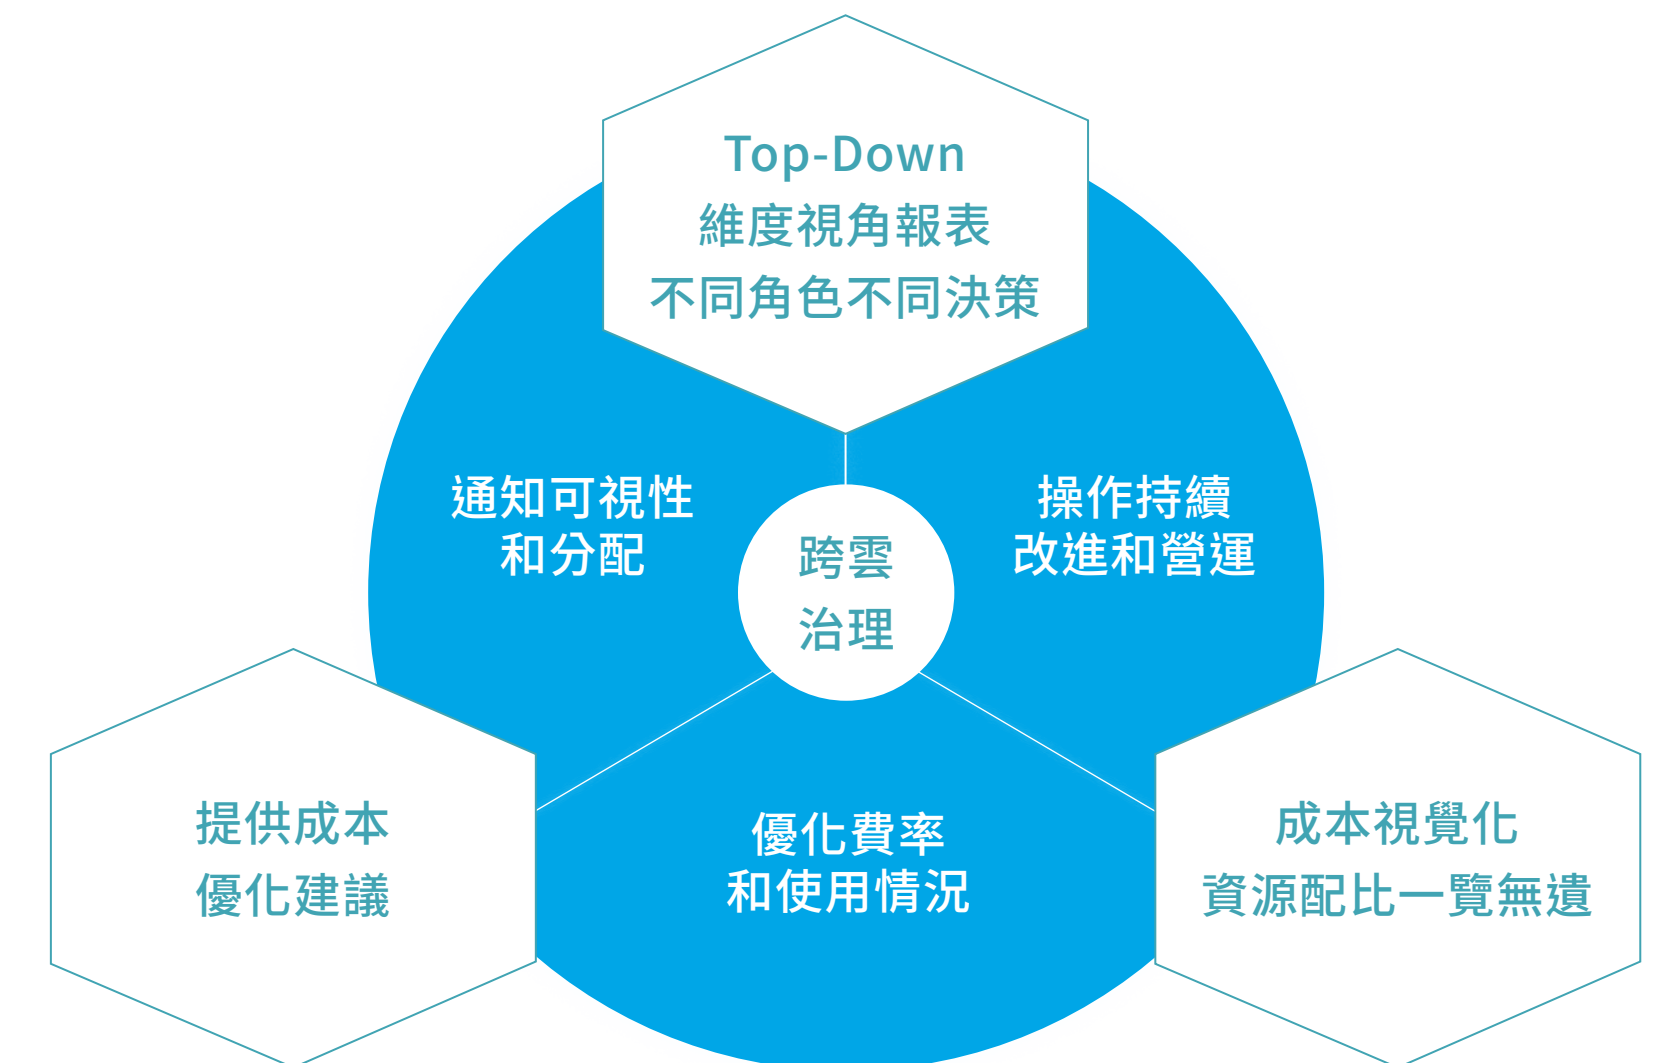 Top-Down
維度視角報表
不同角色不同決策
通知可視性
和分配
操作持續
改進和營運
跨雲
治理
提供成本
優化建議
優化費率
和使用情況
成本視覺化
資源配比一覽無遺